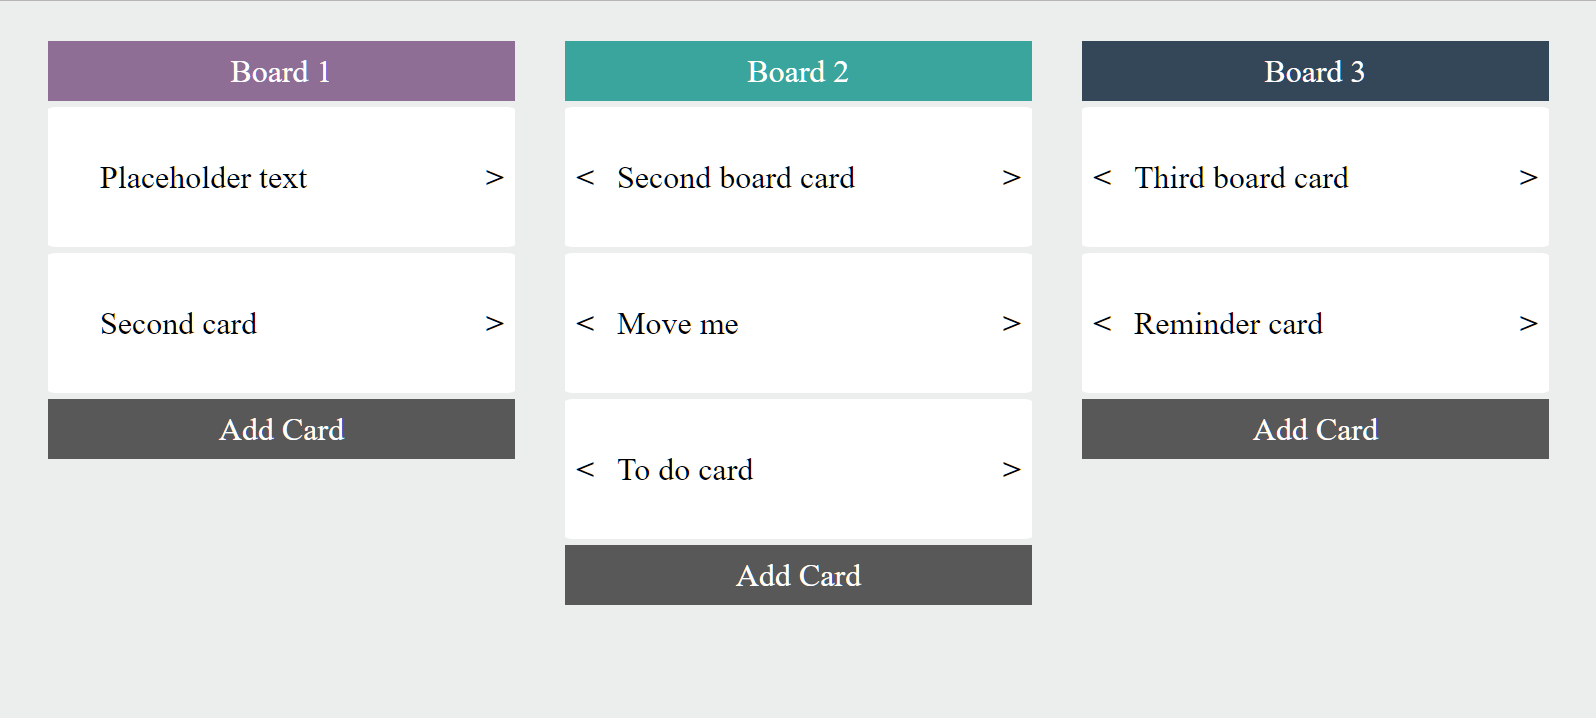 Board 1
Placeholder text >
Second card >
Add Card
Board 2
< Second board card >
< Move me >
< To do card >
Add Card
Board 3
< Third board card >
< Reminder card >
Add Card